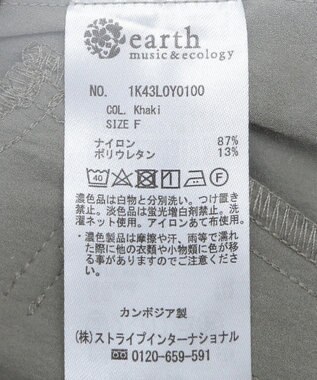 earth
music&ecology
NO. 1K43L0Y0100
COL. Khaki
SIZE F
ナイロン 87%
ポリウレタン 13%
40 F
濃色品は白物と分別洗い。つけ置き
禁止。淡色品は蛍光増白剤禁止。洗
濯ネット使用。アイロンあて布使用。
・濃色製品は摩擦や汗、雨等で濡れ
た際に他の衣類や小物類に色が移
る事がありますのでご注意下さい。
カンボジア製
(株)ストライプインターナショナル
☎ 0120-659-591